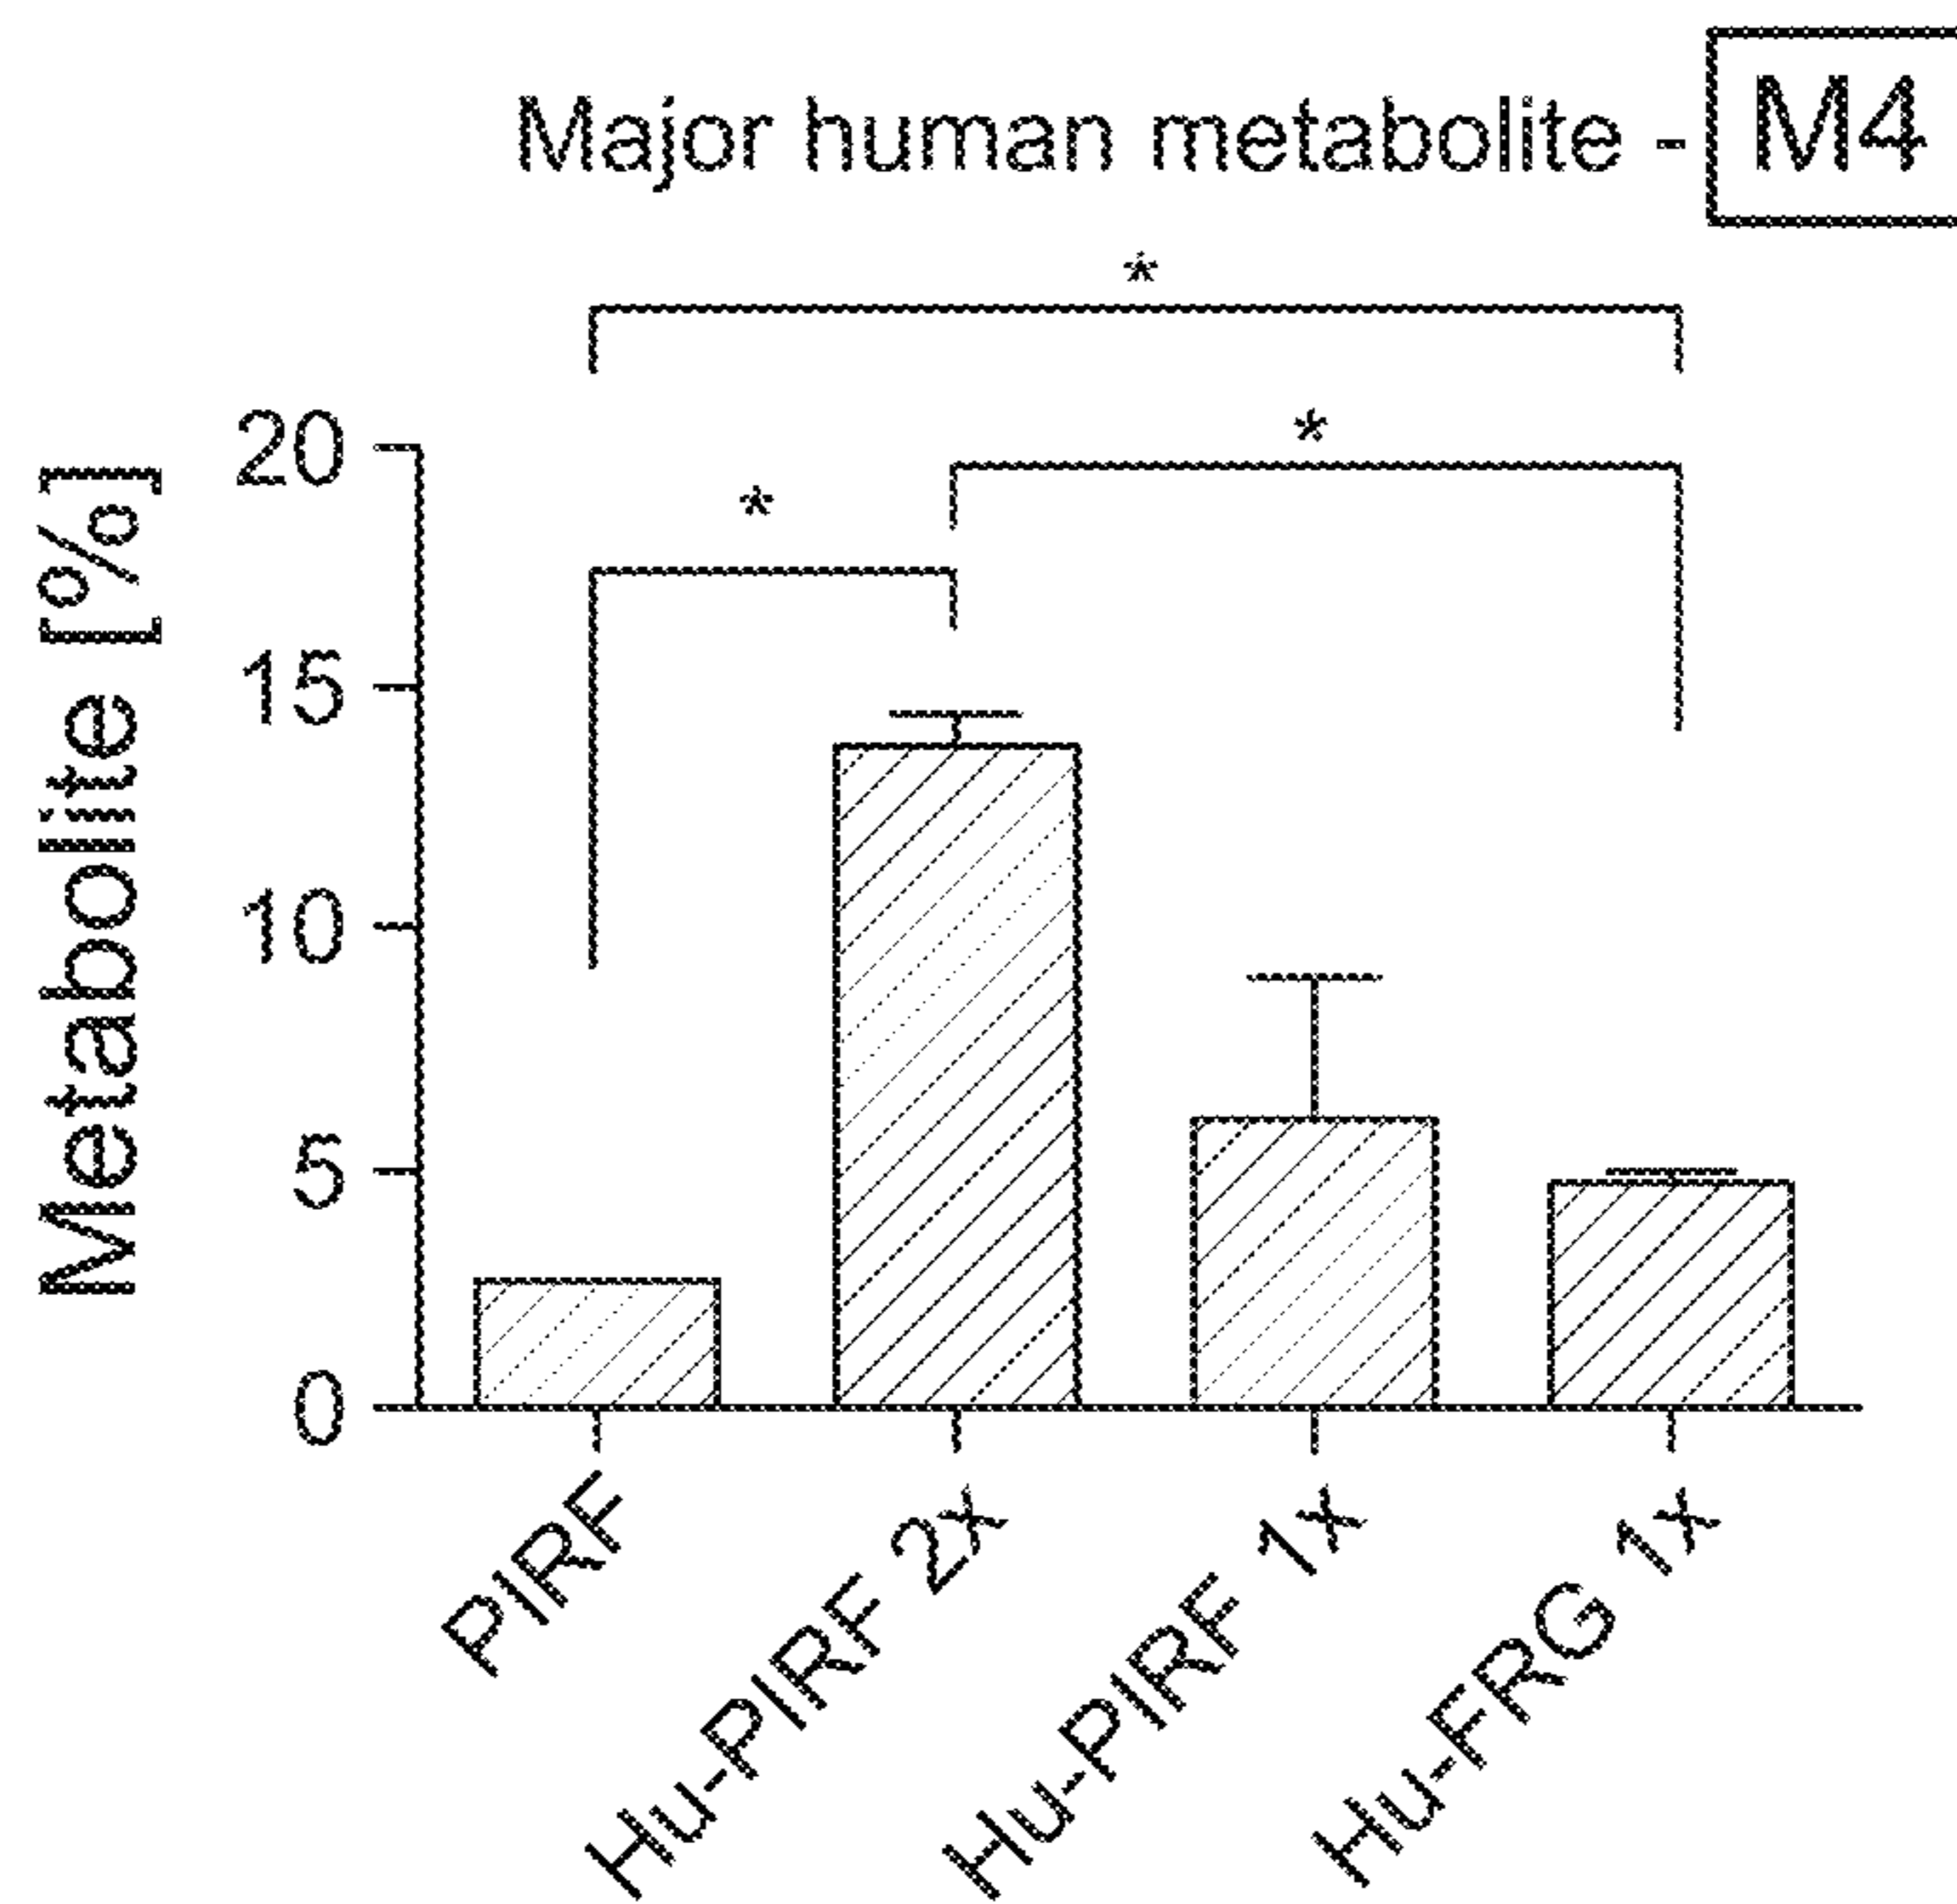 Major human metabolite - M4
*
*
*
Metabolite [%]
20
15
10
5
0
PIRF
Hu-PIRF 2x
Hu-PIRF 1x
Hu-FRG 1x